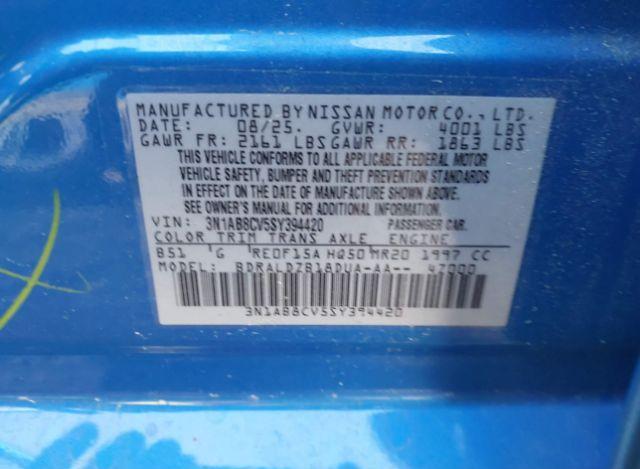 MANUFACTURED BY NISSAN MOTOR CO., LTD.
DATE: 08/25. GVWR: 4001 LBS
GAWR FR: 2161 LBS GAWR RR: 1863 LBS
THIS VEHICLE CONFORMS TO ALL APPLICABLE FEDERAL MOTOR
VEHICLE SAFETY, BUMPER AND THEFT PREVENTION STANDARDS
IN EFFECT ON THE DATE OF MANUFACTURE SHOWN ABOVE.
SEE OWNER'S MANUAL FOR ADDITIONAL INFORMATION.
VIN: 3N1AB8CV5SY394420 PASSENGER CAR.
COLOR TRIM TRANS AXLE ENGINE
B51 'G 'RE0F15A HQ50 MR20 1997 CC
MODEL: BDRALDZB18DUA-AA-- 47000
3N1AB8CV5SY394420